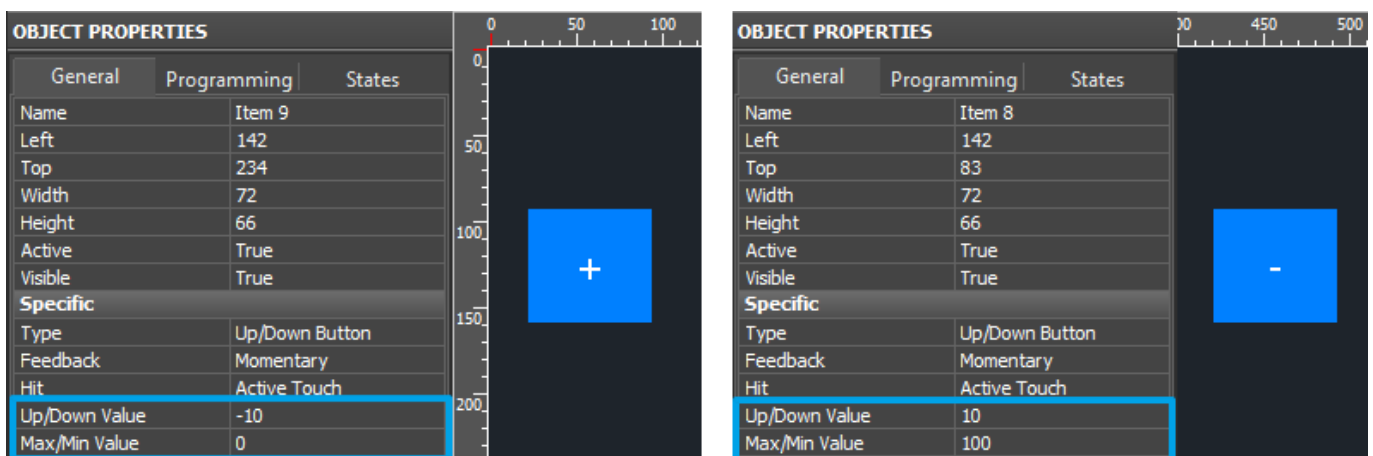 OBJECT PROPERTIES
General Programming States
Name Item 9
Left 142
Top 234
Width 72
Height 66
Active True
Visible True
Specific
Type Up/Down Button
Feedback Momentary
Hit Active Touch
Up/Down Value -10
Max/Min Value 0
0 50 100
0
50
100
150
200
+
OBJECT PROPERTIES
General Programming States
Name Item 8
Left 142
Top 83
Width 72
Height 66
Active True
Visible True
Specific
Type Up/Down Button
Feedback Momentary
Hit Active Touch
Up/Down Value 10
Max/Min Value 100
450 500
-